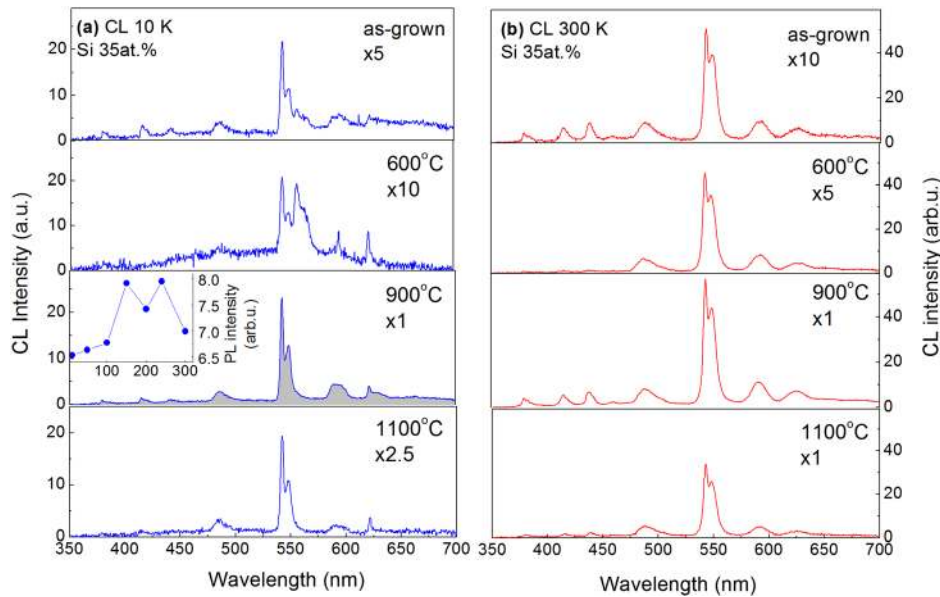 (a) CL 10 K
Si 35at.%
as-grown
x5
20
10
0
600°C
x10
20
15
10
5
0
900°C
x1
20
10
0
8.0
7.5
7.0
6.5
100 200 300
PL intensity
(arb.u.)
1100°C
x2.5
20
10
0
350 400 450 500 550 600 650 700
Wavelength (nm)
CL Intensity (a.u.)
(b) CL 300 K
Si 35at.%
as-grown
x10
40
20
0
600°C
x5
40
20
0
900°C
x1
40
20
0
1100°C
x1
40
20
0
350 400 450 500 550 600 650 700
Wavelength (nm)
CL intensity (arb.u.)